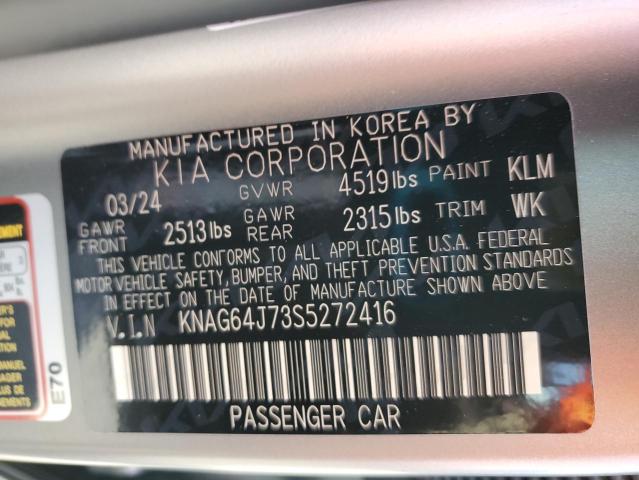 MANUFACTURED IN KOREA BY
KIA CORPORATION
03/24 GVWR 4519 lbs PAINT KLM
GAWR FRONT 2513 lbs GAWR REAR 2315 lbs TRIM WK
THIS VEHICLE CONFORMS TO ALL APPLICABLE U.S.A. FEDERAL
MOTOR VEHICLE SAFETY, BUMPER, AND THEFT PREVENTION STANDARDS
IN EFFECT ON THE DATE OF MANUFACTURE SHOWN ABOVE
V.I.N KNAG64J73S5272416
PASSENGER CAR
E70